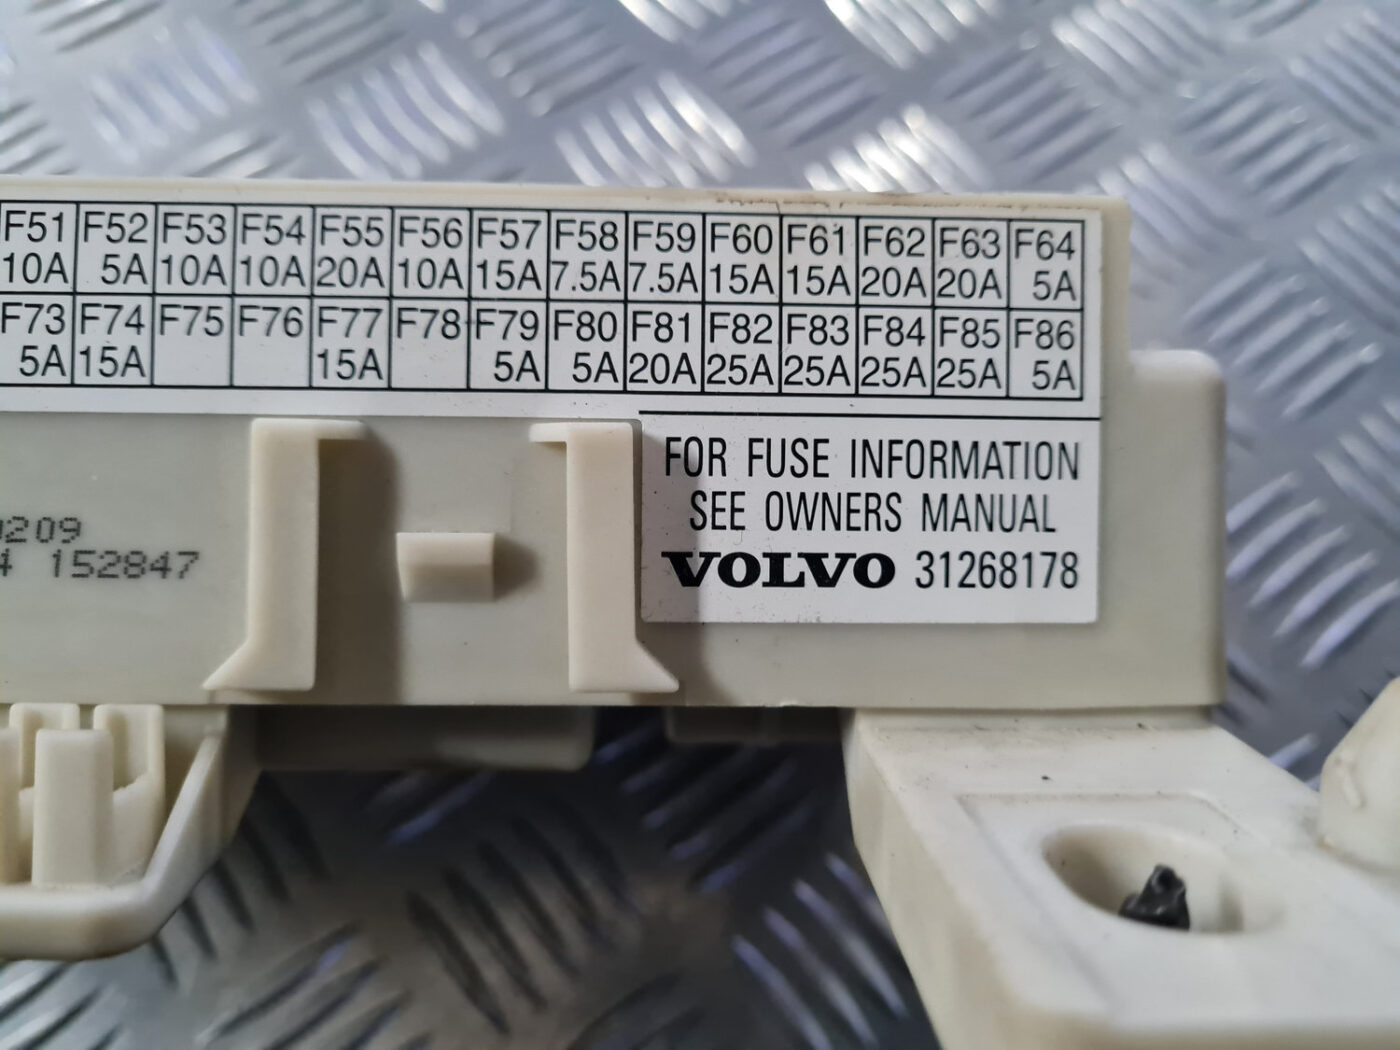 F51 F52 F53 F54 F55 F56 F57 F58 F59 F60 F61 F62 F63 F64
10A 5A 10A 10A 20A 10A 15A 7.5A 7.5A 15A 15A 20A 20A 5A
F73 F74 F75 F76 F77 F78 F79 F80 F81 F82 F83 F84 F85 F86
5A 15A 15A 5A 5A 20A 25A 25A 25A 25A 5A
FOR FUSE INFORMATION
SEE OWNERS MANUAL
VOLVO 31268178
0209
4 152847